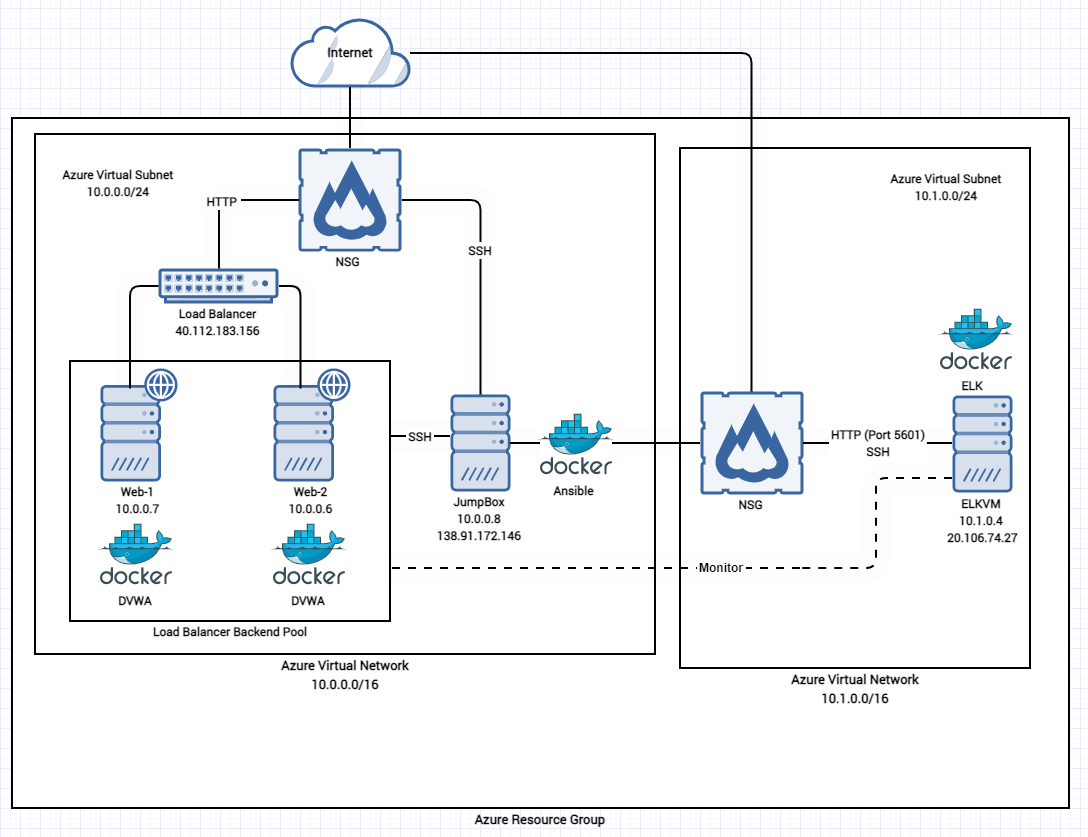 Internet
Azure Virtual Subnet
10.0.0.0/24
HTTP
NSG
SSH
Load Balancer
40.112.183.156
SSH
Web-1
10.0.0.7
Web-2
10.0.0.6
docker
DVWA
docker
DVWA
Load Balancer Backend Pool
JumpBox
10.0.0.8
138.91.172.146
docker
Ansible
Azure Virtual Network
10.0.0.0/16
Azure Virtual Subnet
10.1.0.0/24
docker
ELK
NSG
HTTP (Port 5601)
SSH
ELKVM
10.1.0.4
20.106.74.27
Monitor
Azure Virtual Network
10.1.0.0/16
Azure Resource Group